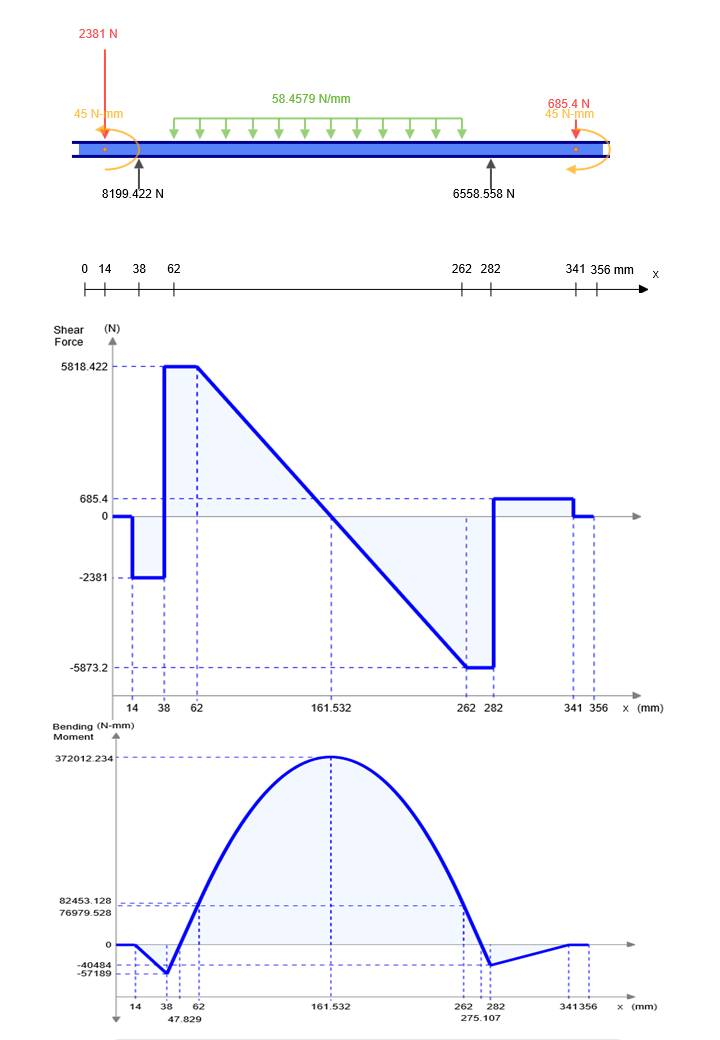 2381 N
58.4579 N/mm
685.4 N
45 N-mm
45 N-mm
8199.422 N
6558.558 N
0 14 38 62 262 282 341 356 mm x
Shear (N)
Force
5818.422
685.4
0
-2381
-5873.2
14 38 62 161.532 262 282 341 356 x (mm)
Bending (N-mm)
Moment
372012.234
82453.128
76979.528
0
-40484
-57189
14 38 62 161.532 262 282 341356 x (mm)
47.829 275.107